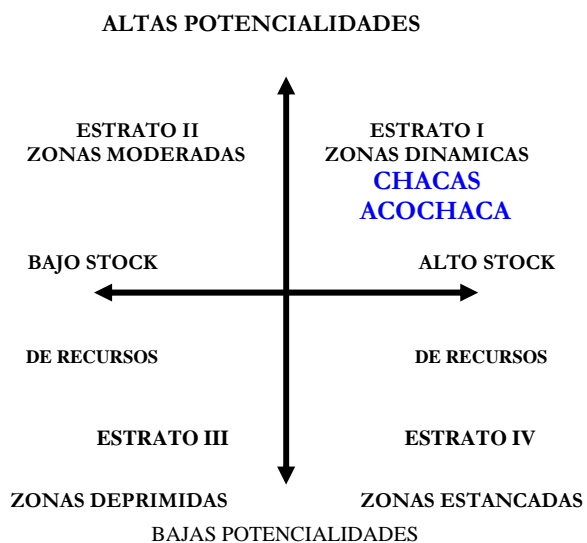 ALTAS POTENCIALIDADES
ESTRATO II
ZONAS MODERADAS
ESTRATO I
ZONAS DINAMICAS
CHACAS
ACOCHACA
BAJO STOCK
ALTO STOCK
DE RECURSOS
DE RECURSOS
ESTRATO III
ESTRATO IV
ZONAS DEPRIMIDAS
ZONAS ESTANCADAS
BAJAS POTENCIALIDADES